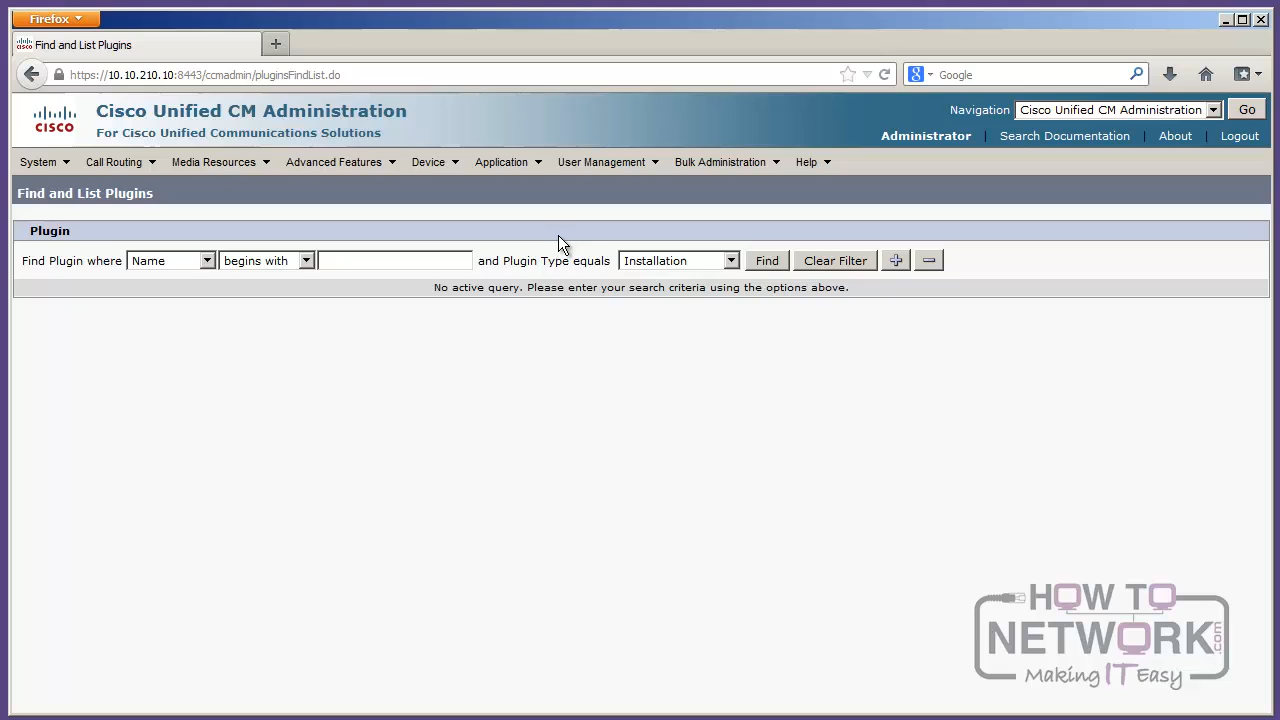 Firefox
Find and List Plugins
https://10.10.210.10:8443/ccmadmin/pluginsFindList.do
Google
CISCO
Cisco Unified CM Administration
For Cisco Unified Communications Solutions
Navigation Cisco Unified CM Administration Go
Administrator | Search Documentation | About | Logout
System Call Routing Media Resources Advanced Features Device Application User Management Bulk Administration Help
Find and List Plugins
Plugin
Find Plugin where Name begins with and Plugin Type equals Installation Find Clear Filter
No active query. Please enter your search criteria using the options above.
HOW TO
NETWORK.com
Making IT Easy